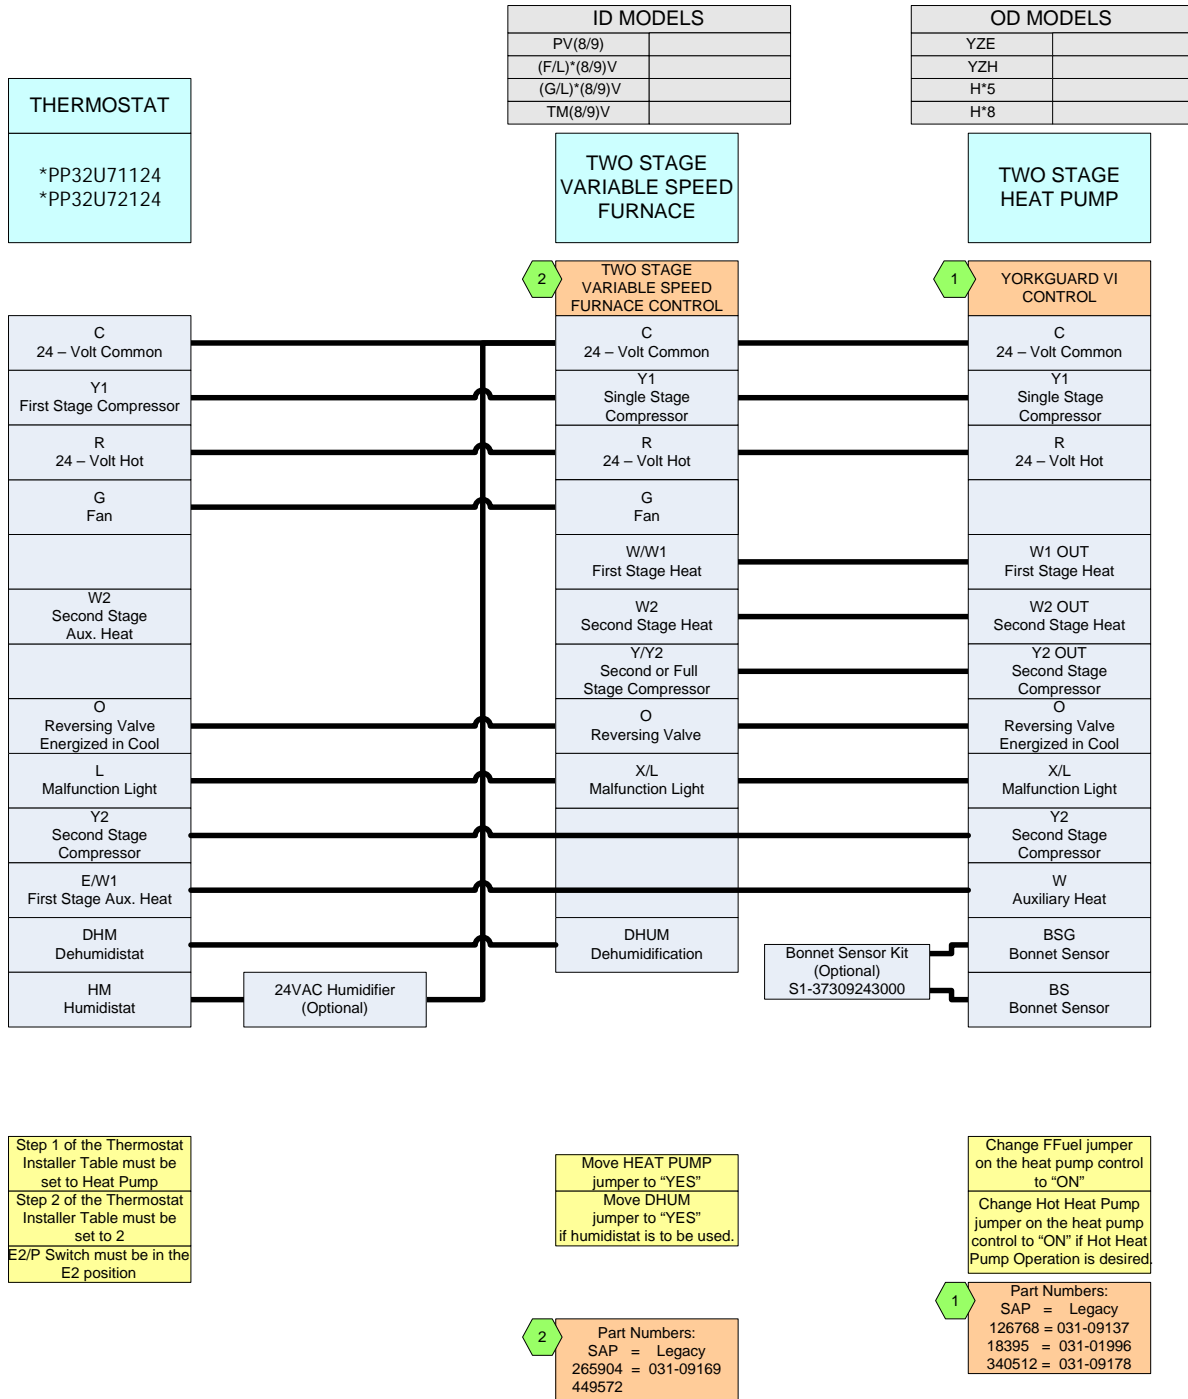 ID MODELS
PV(8/9)
(F/L)*(8/9)V
(G/L)*(8/9)V
TM(8/9)V
OD MODELS
YZE
YZH
H*5
H*8
THERMOSTAT
*PP32U71124
*PP32U72124
TWO STAGE
VARIABLE SPEED
FURNACE
TWO STAGE
HEAT PUMP
2
TWO STAGE
VARIABLE SPEED
FURNACE CONTROL
1
YORKGUARD VI
CONTROL
C
24 – Volt Common
Y1
First Stage Compressor
R
24 – Volt Hot
G
Fan
W2
Second Stage
Aux. Heat
O
Reversing Valve
Energized in Cool
L
Malfunction Light
Y2
Second Stage
Compressor
E/W1
First Stage Aux. Heat
DHM
Dehumidistat
HM
Humidistat
24VAC Humidifier
(Optional)
C
24 – Volt Common
Y1
Single Stage
Compressor
R
24 – Volt Hot
G
Fan
W/W1
First Stage Heat
W2
Second Stage Heat
Y/Y2
Second or Full
Stage Compressor
O
Reversing Valve
X/L
Malfunction Light
DHUM
Dehumidification
Bonnet Sensor Kit
(Optional)
S1-37309243000
C
24 – Volt Common
Y1
Single Stage
Compressor
R
24 – Volt Hot
W1 OUT
First Stage Heat
W2 OUT
Second Stage Heat
Y2 OUT
Second Stage
Compressor
O
Reversing Valve
Energized in Cool
X/L
Malfunction Light
Y2
Second Stage
Compressor
W
Auxiliary Heat
BSG
Bonnet Sensor
BS
Bonnet Sensor
Step 1 of the Thermostat
Installer Table must be
set to Heat Pump
Step 2 of the Thermostat
Installer Table must be
set to 2
E2/P Switch must be in the
E2 position
Move HEAT PUMP
jumper to “YES”
Move DHUM
jumper to “YES”
if humidistat is to be used.
Change FFuel jumper
on the heat pump control
to “ON”
Change Hot Heat Pump
jumper on the heat pump
control to “ON” if Hot Heat
Pump Operation is desired.
2
Part Numbers:
SAP = Legacy
265904 = 031-09169
449572
1
Part Numbers:
SAP = Legacy
126768 = 031-09137
18395 = 031-01996
340512 = 031-09178